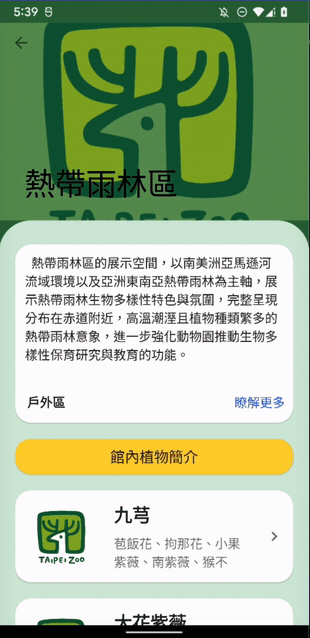 5:39
熱帶雨林區
TAIPEI ZOO
熱帶雨林區的展示空間，以南美洲亞馬遜河
流域環境以及亞洲東南亞熱帶雨林為主軸，展
示熱帶雨林生物多樣性特色與氛圍，完整呈現
分布在赤道附近，高溫潮溼且植物種類繁多的
熱帶雨林意象，進一步強化動物園推動生物多
樣性保育研究與教育的功能。
戶外區 瞭解更多
館內植物簡介
TAIPEI ZOO
九芎
苞飯花、拘那花、小果
紫薇、南紫薇、猴不
大花紫薇